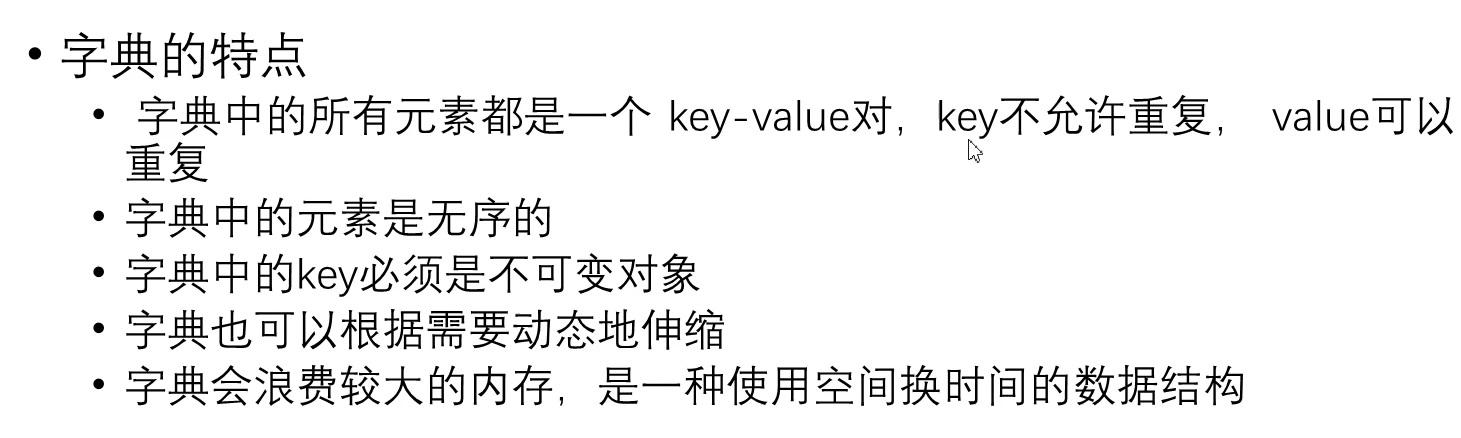 • 字典的特点
• 字典中的所有元素都是一个 key-value对，key不允许重复， value可以
重复
• 字典中的元素是无序的
• 字典中的key必须是不可变对象
• 字典也可以根据需要动态地伸缩
• 字典会浪费较大的内存，是一种使用空间换时间的数据结构